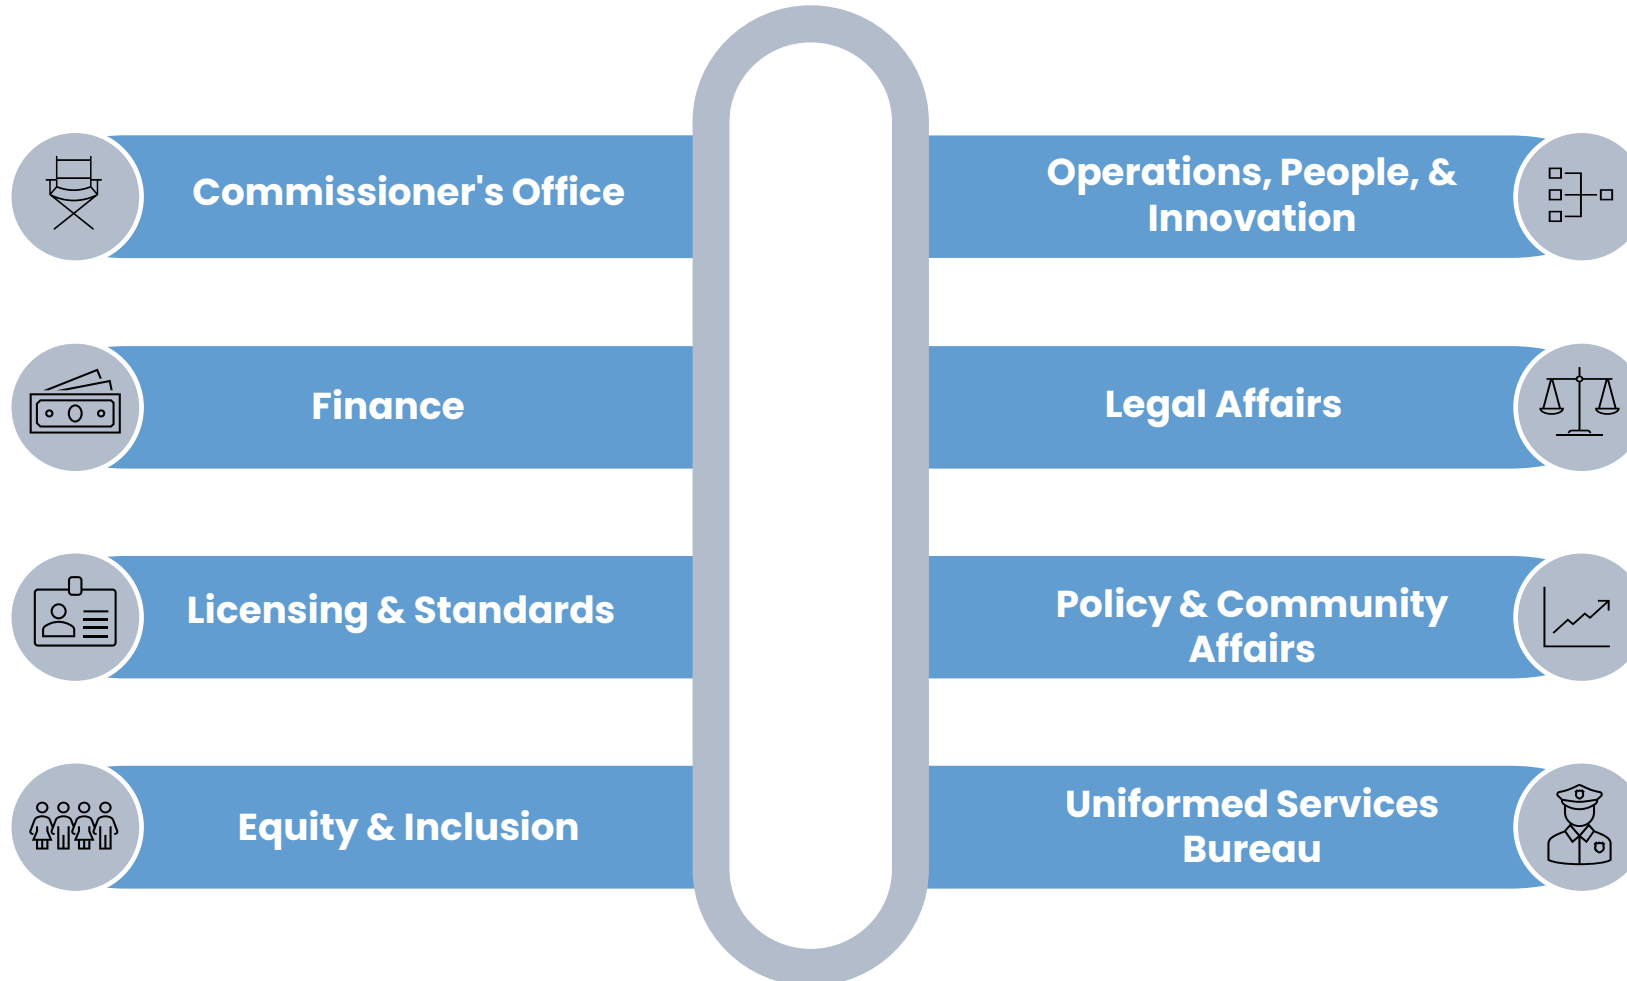 Commissioner's Office
Finance
Licensing & Standards
Equity & Inclusion
Operations, People, &
Innovation
Legal Affairs
Policy & Community
Affairs
Uniformed Services
Bureau